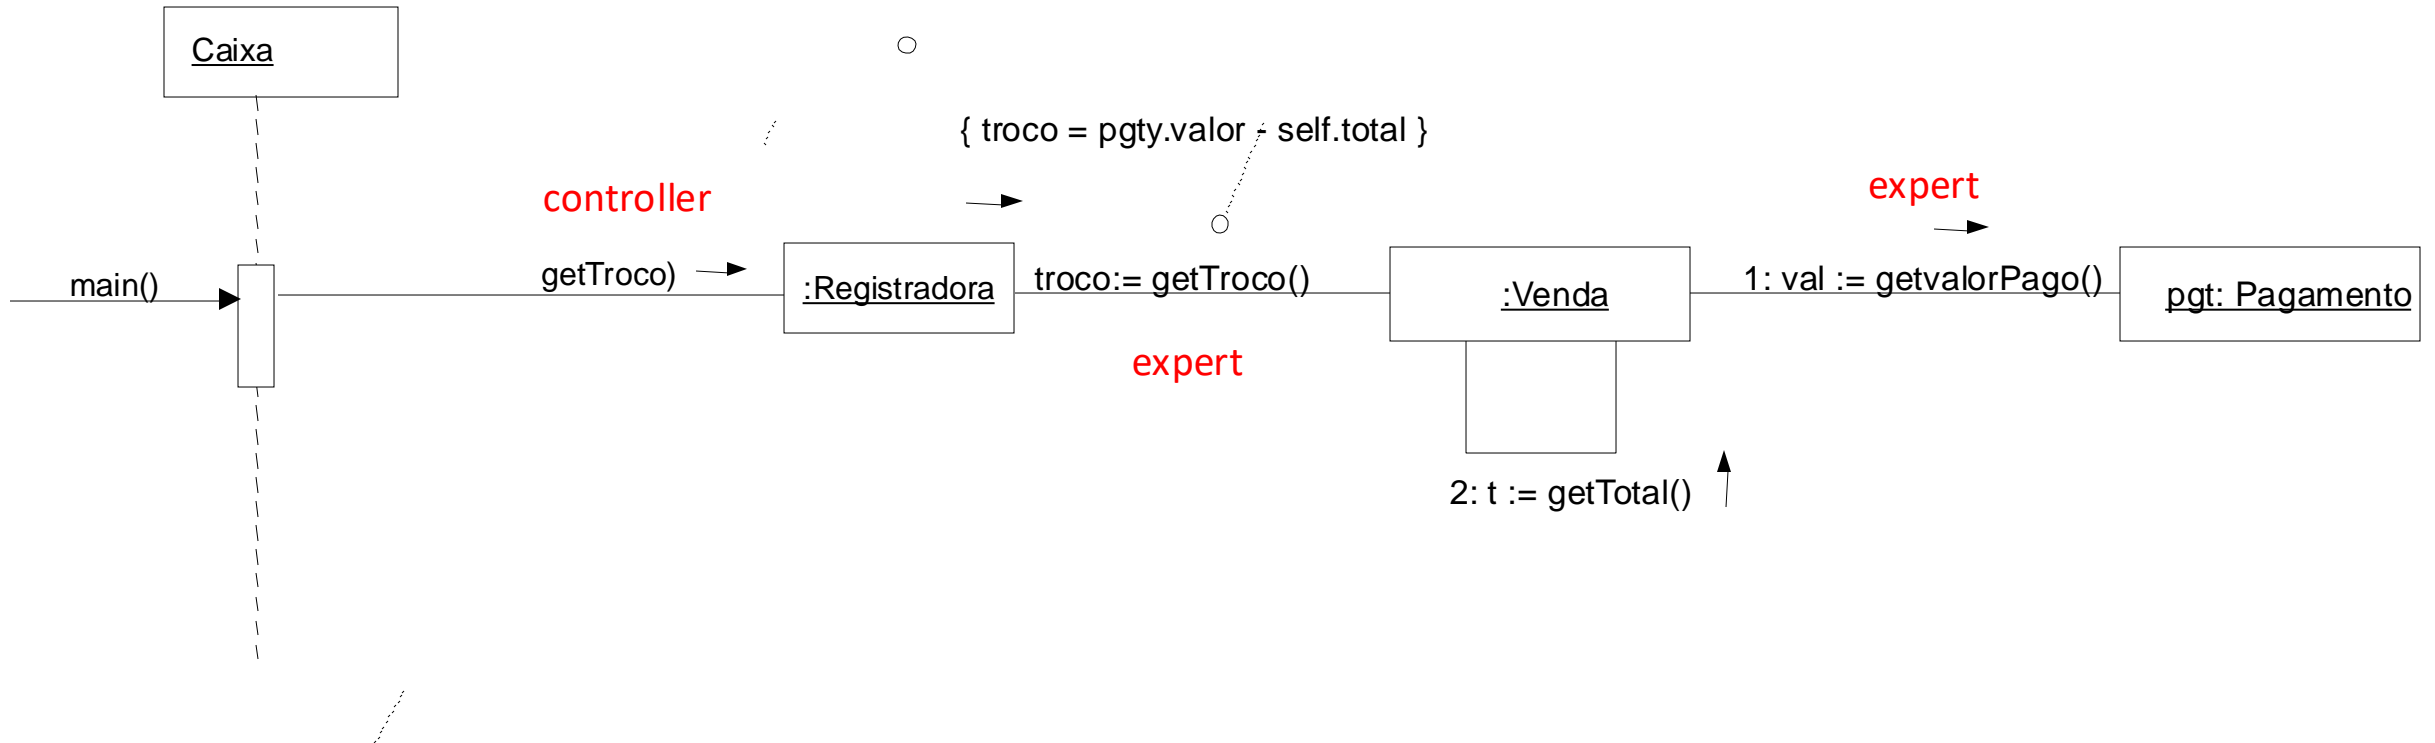 Caixa
{ troco = pgty.valor - self.total }
controller
expert
main()
getTroco)
:Registradora
troco:= getTroco()
:Venda
1: val := getvalorPago()
pgt: Pagamento
expert
2: t := getTotal()